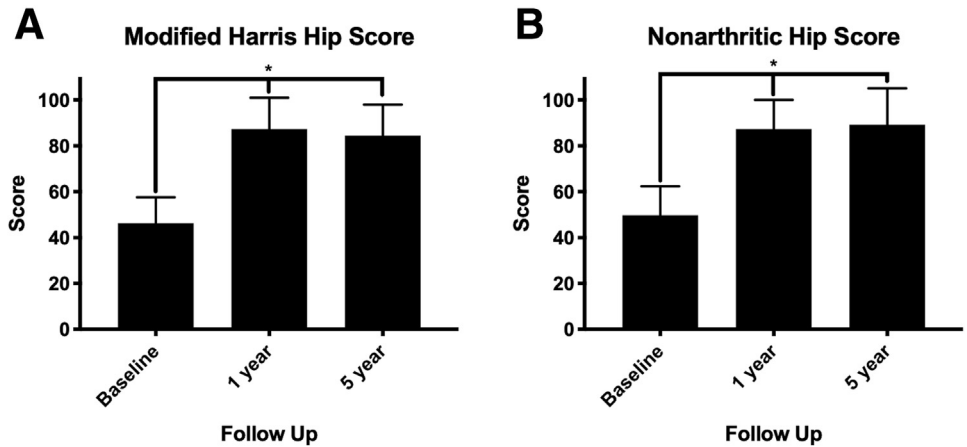 A
Modified Harris Hip Score
*
Score
100
80
60
40
20
0
Baseline
1 year
5 year
Follow Up
B
Nonarthritic Hip Score
*
Score
100
80
60
40
20
0
Baseline
1 year
5 year
Follow Up